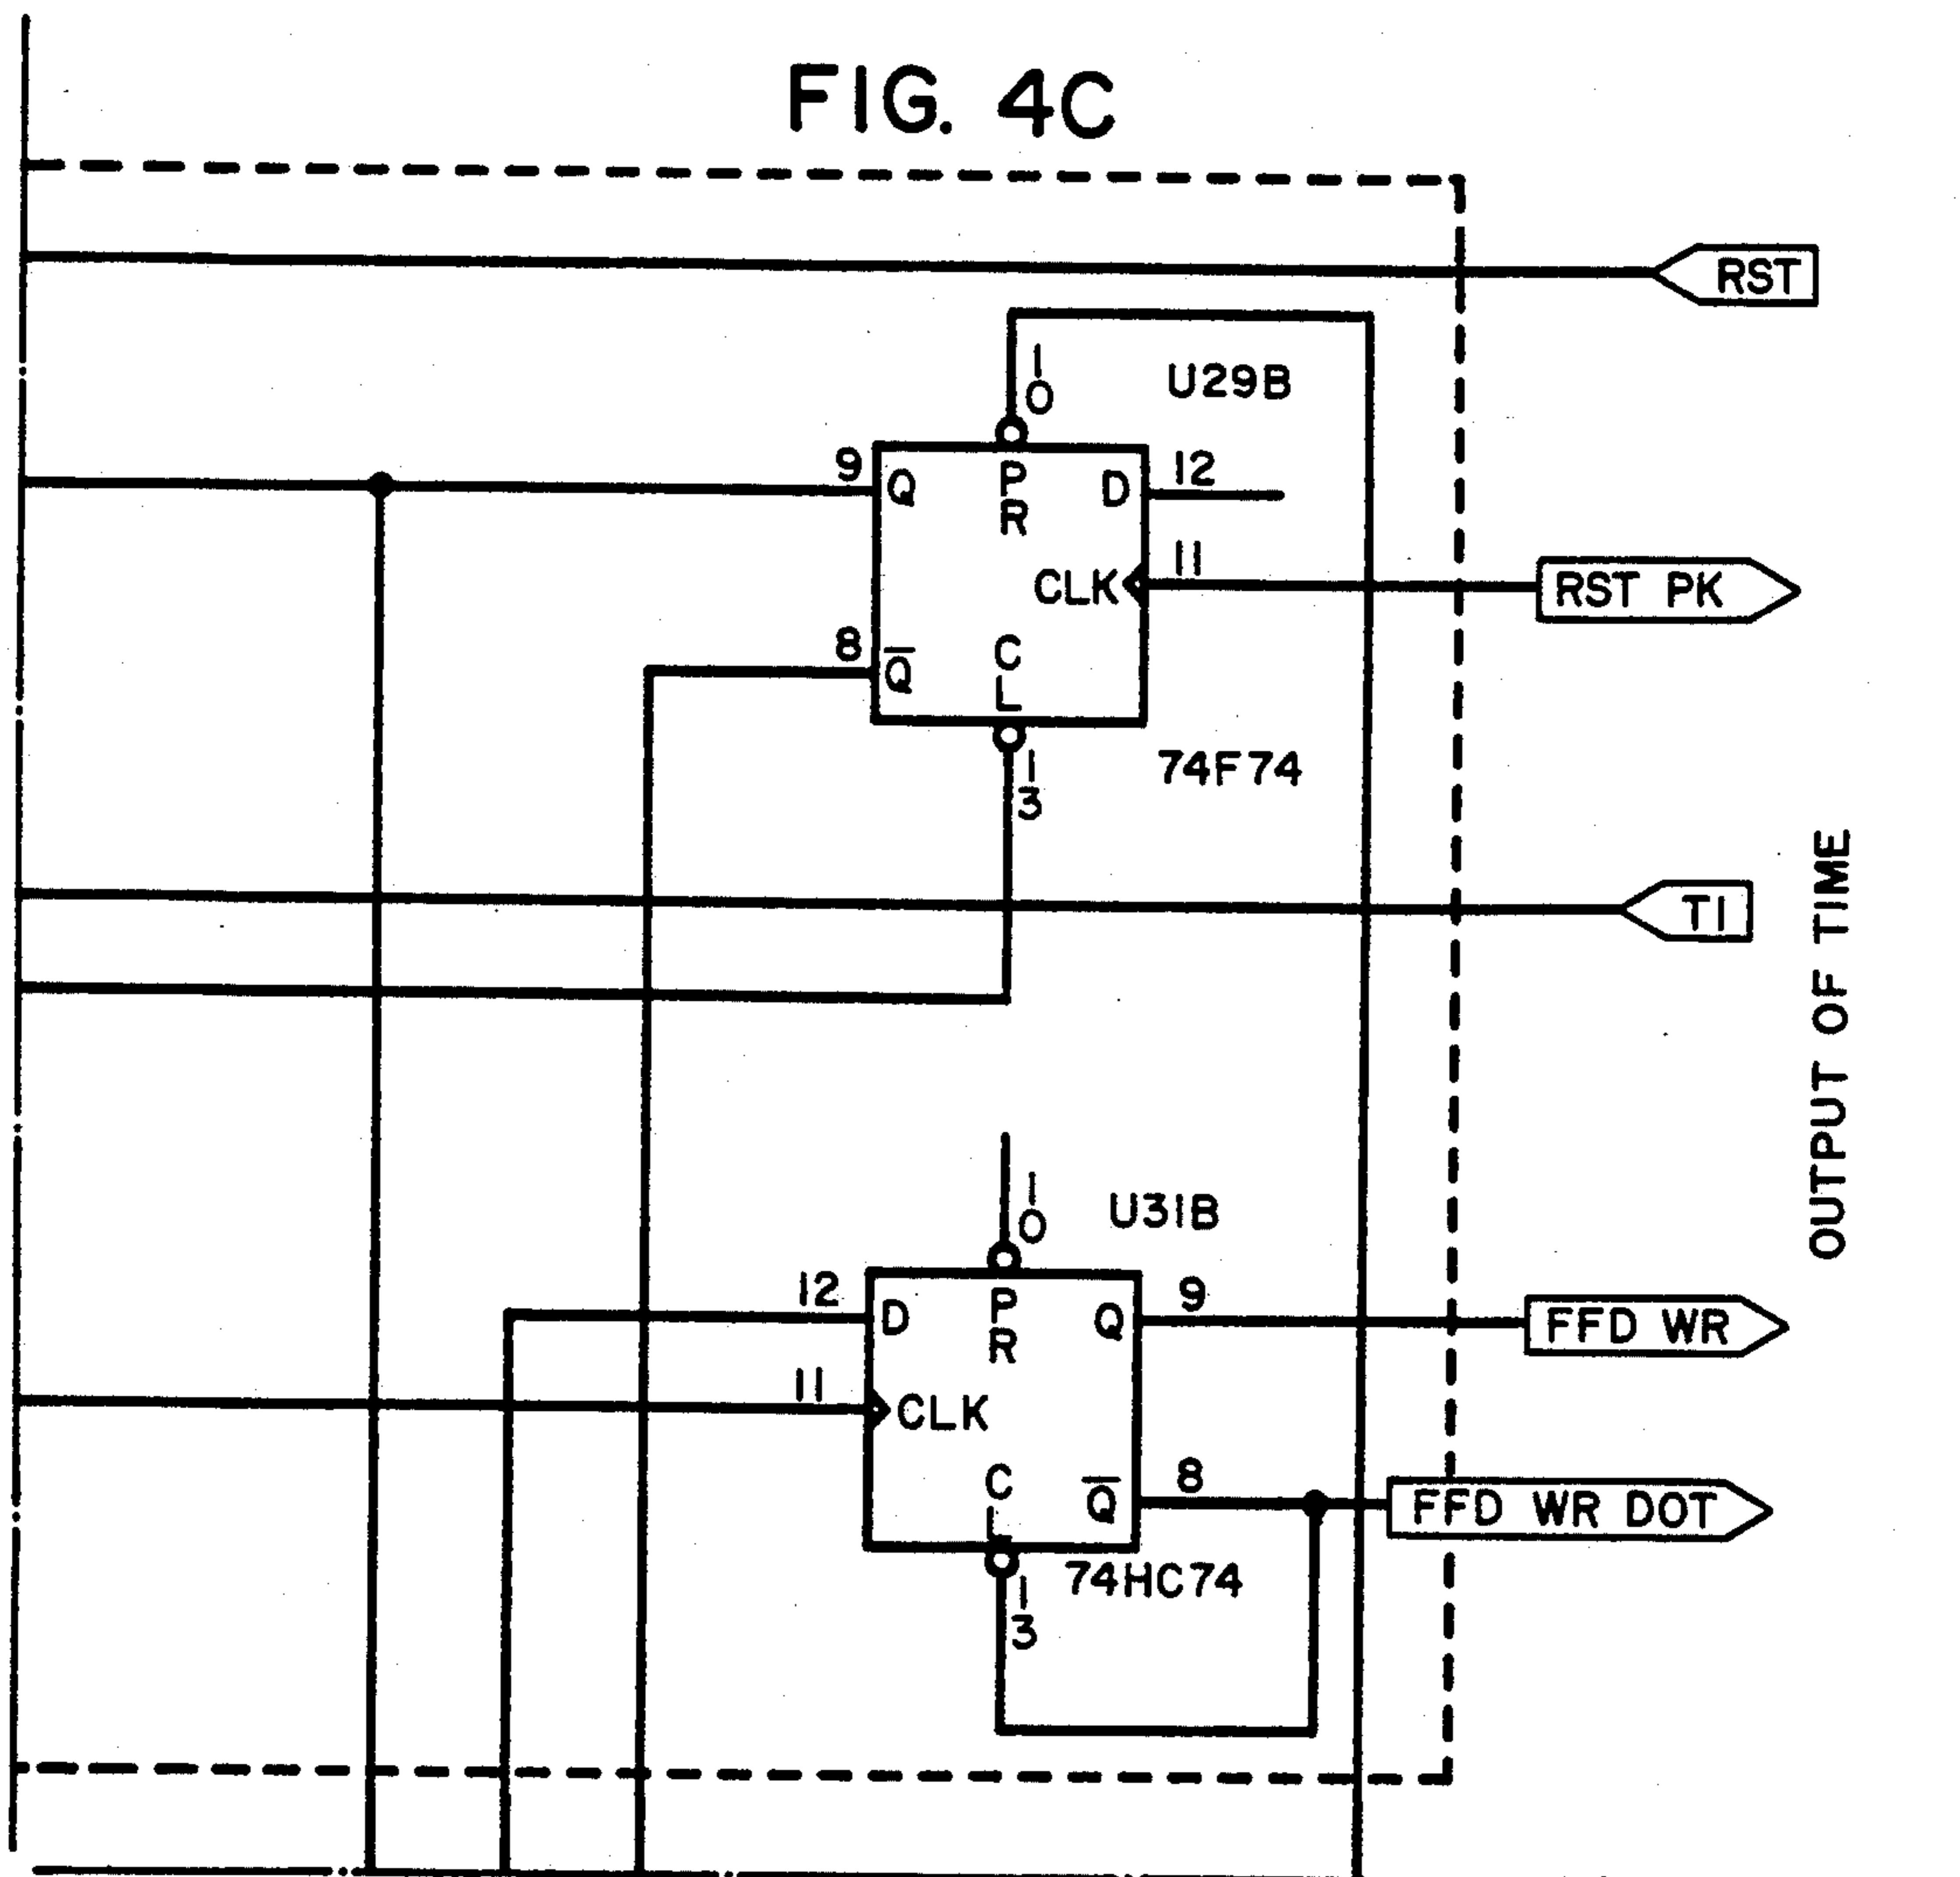 FIG. 4C
RST
10
U29B
9
Q
PR
D
12
11
CLK
RST PK
8
Q̅
CL
13
74F74
T1
OUTPUT OF TIME
10
U31B
12
D
PR
Q
9
FFD WR
11
CLK
CL
Q̅
8
FFD WR DOT
13
74HC74